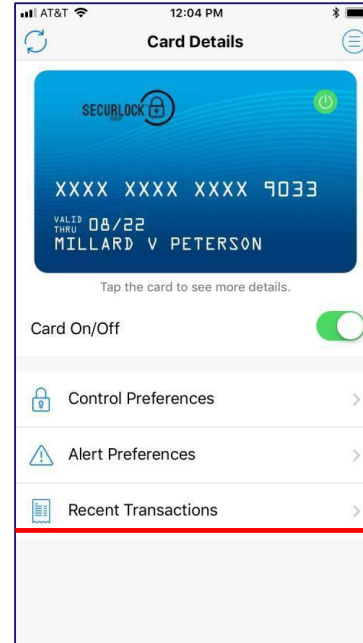 AT&T 12:04 PM
Card Details
SECURLOCK
XXXX XXXX XXXX 9033
VALID THRU 08/22
MILLARD V PETERSON
Tap the card to see more details.
Card On/Off
Control Preferences
Alert Preferences
Recent Transactions